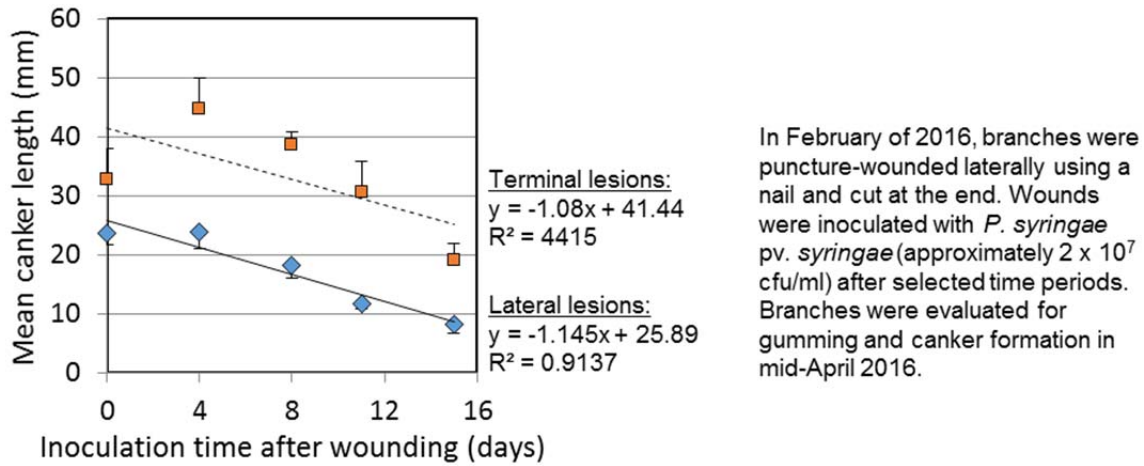 Mean canker length (mm)
60
50
40
30
20
10
0
0 4 8 12 16
Inoculation time after wounding (days)
Terminal lesions:
y = -1.08x + 41.44
R² = 4415
Lateral lesions:
y = -1.145x + 25.89
R² = 0.9137
In February of 2016, branches were
puncture-wounded laterally using a
nail and cut at the end. Wounds
were inoculated with P. syringae
pv. syringae (approximately 2 x 10⁷
cfu/ml) after selected time periods.
Branches were evaluated for
gumming and canker formation in
mid-April 2016.